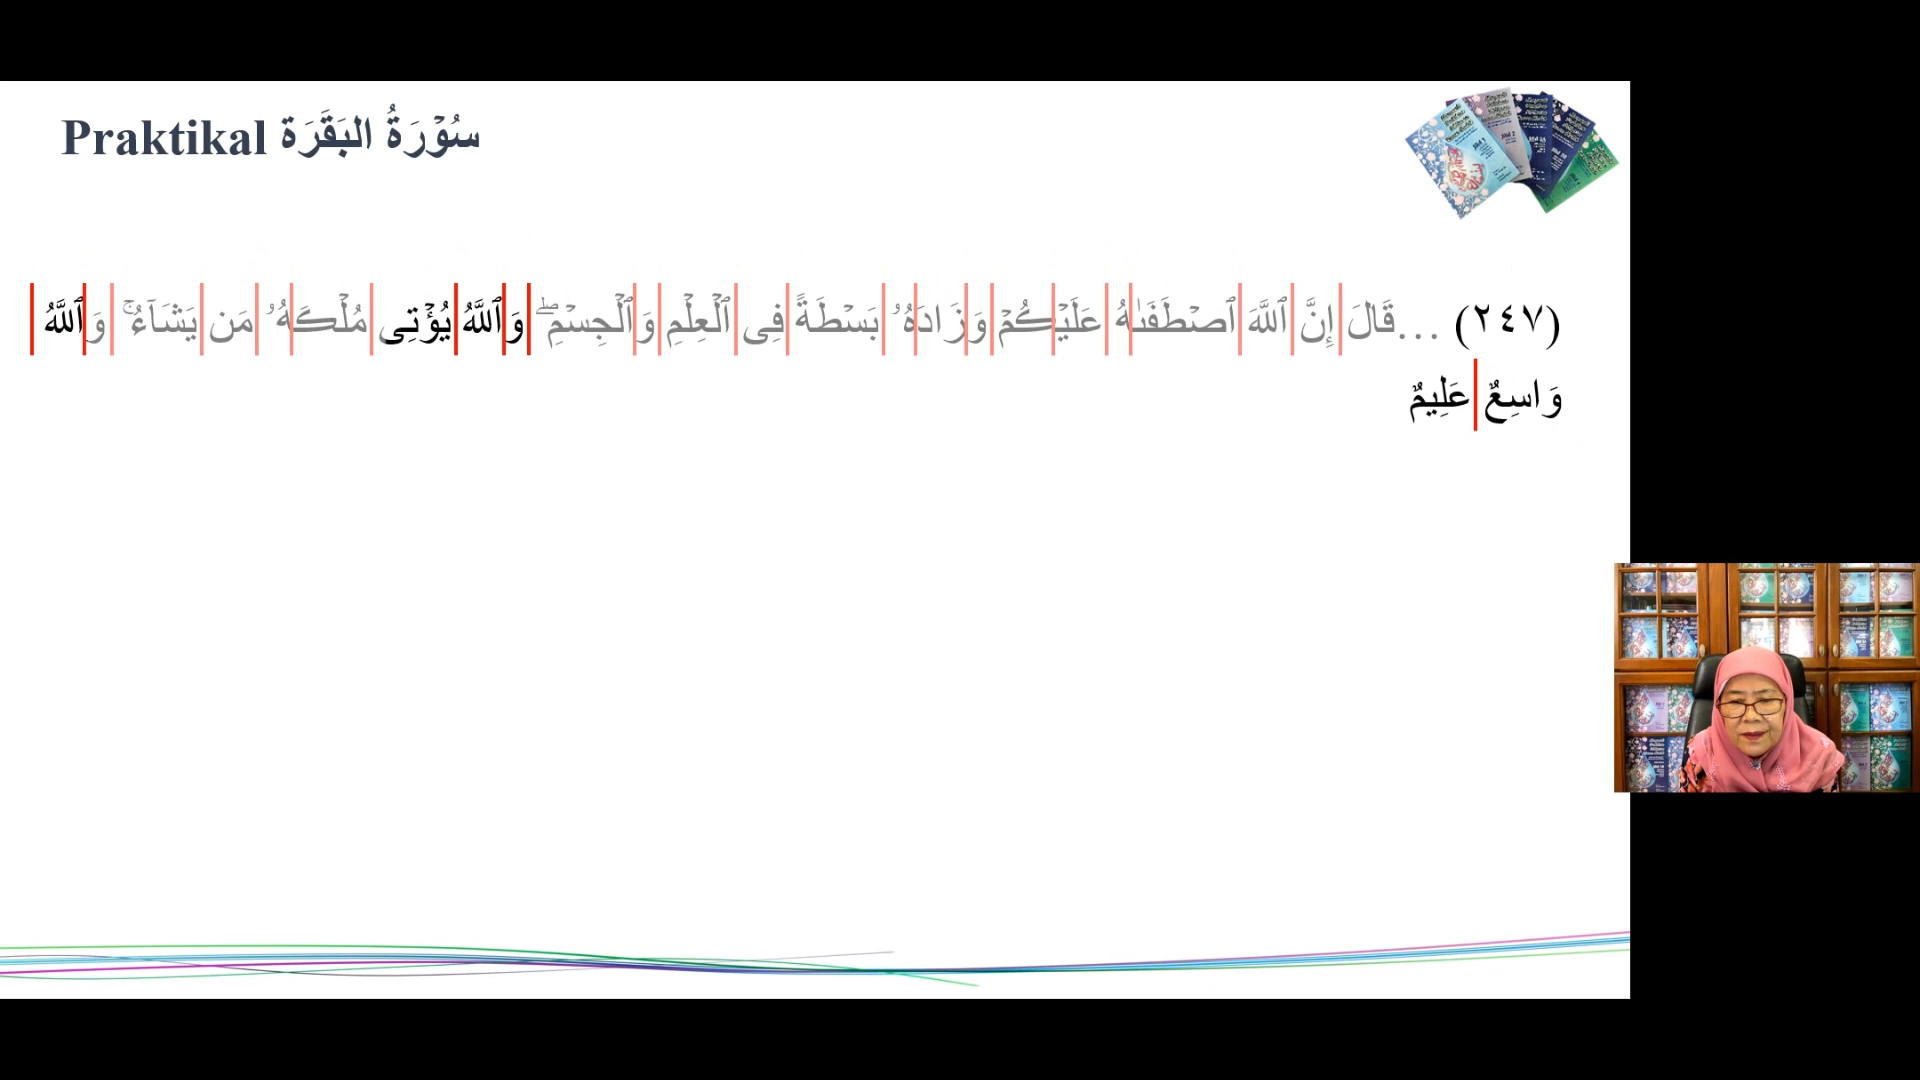 Praktikal سُوْرَةُ البَقَرَة
(٢٤٧) ...قَالَ إِنَّ ٱللَّهَ ٱصْطَفَىٰهُ عَلَيْكُمْ وَزَادَهُۥ بَسْطَةً فِى ٱلْعِلْمِ وَٱلْجِسْمِ ۖ وَٱللَّهُ يُؤْتِى مُلْكَهُۥ مَن يَشَآءُ ۚ وَٱللَّهُ
وَاسِعٌ عَلِيمٌ